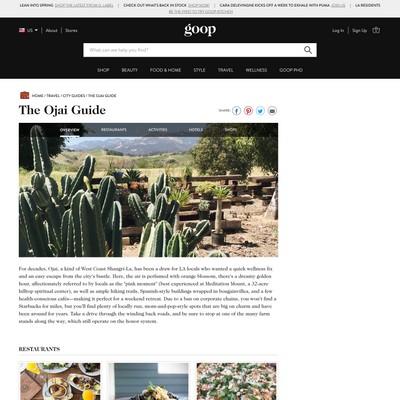 LEAN INTO SPRING SHOP THE LATEST FROM G. LABEL | CHECK OUT WHAT'S BACK IN STOCK SHOP NOW! | CARA DELEVINGNE KICKS OFF A WEEK TO EXHALE WITH PUMA JOIN US | LA RESIDENTS
BE THE FIRST TO TRY GOOP KITCHEN
US About Stores
goop
Log In | Sign Up
What can we help you find?
SHOP BEAUTY FOOD & HOME STYLE TRAVEL WELLNESS GOOP PHD
HOME / TRAVEL / CITY GUIDES / THE OJAI GUIDE
The Ojai Guide
SHARE:
OVERVIEW RESTAURANTS ACTIVITIES HOTELS SHOPS
For decades, Ojai, a kind of West Coast Shangri-La, has been a draw for LA locals who wanted a quick wellness fix
and an easy escape from the city's bustle. Here, the air is perfumed with orange blossom, there's a dreamy golden
hour, affectionately referred to by locals as the "pink moment" (best experienced at Meditation Mount, a 32-acre
hilltop spiritual center), as well as ample hiking trails, Spanish-style buildings wrapped in bougainvillea, and a few
health-conscious cafés—making it perfect for a weekend retreat. Due to a ban on corporate chains, you won't find a
Starbucks for miles, but you'll find plenty of locally run, mom-and-pop-style spots that are big on charm and have
been around for years. Take a drive through the winding back roads, and be sure to stop at one of the many farm
stands along the way, which still operate on the honor system.
RESTAURANTS